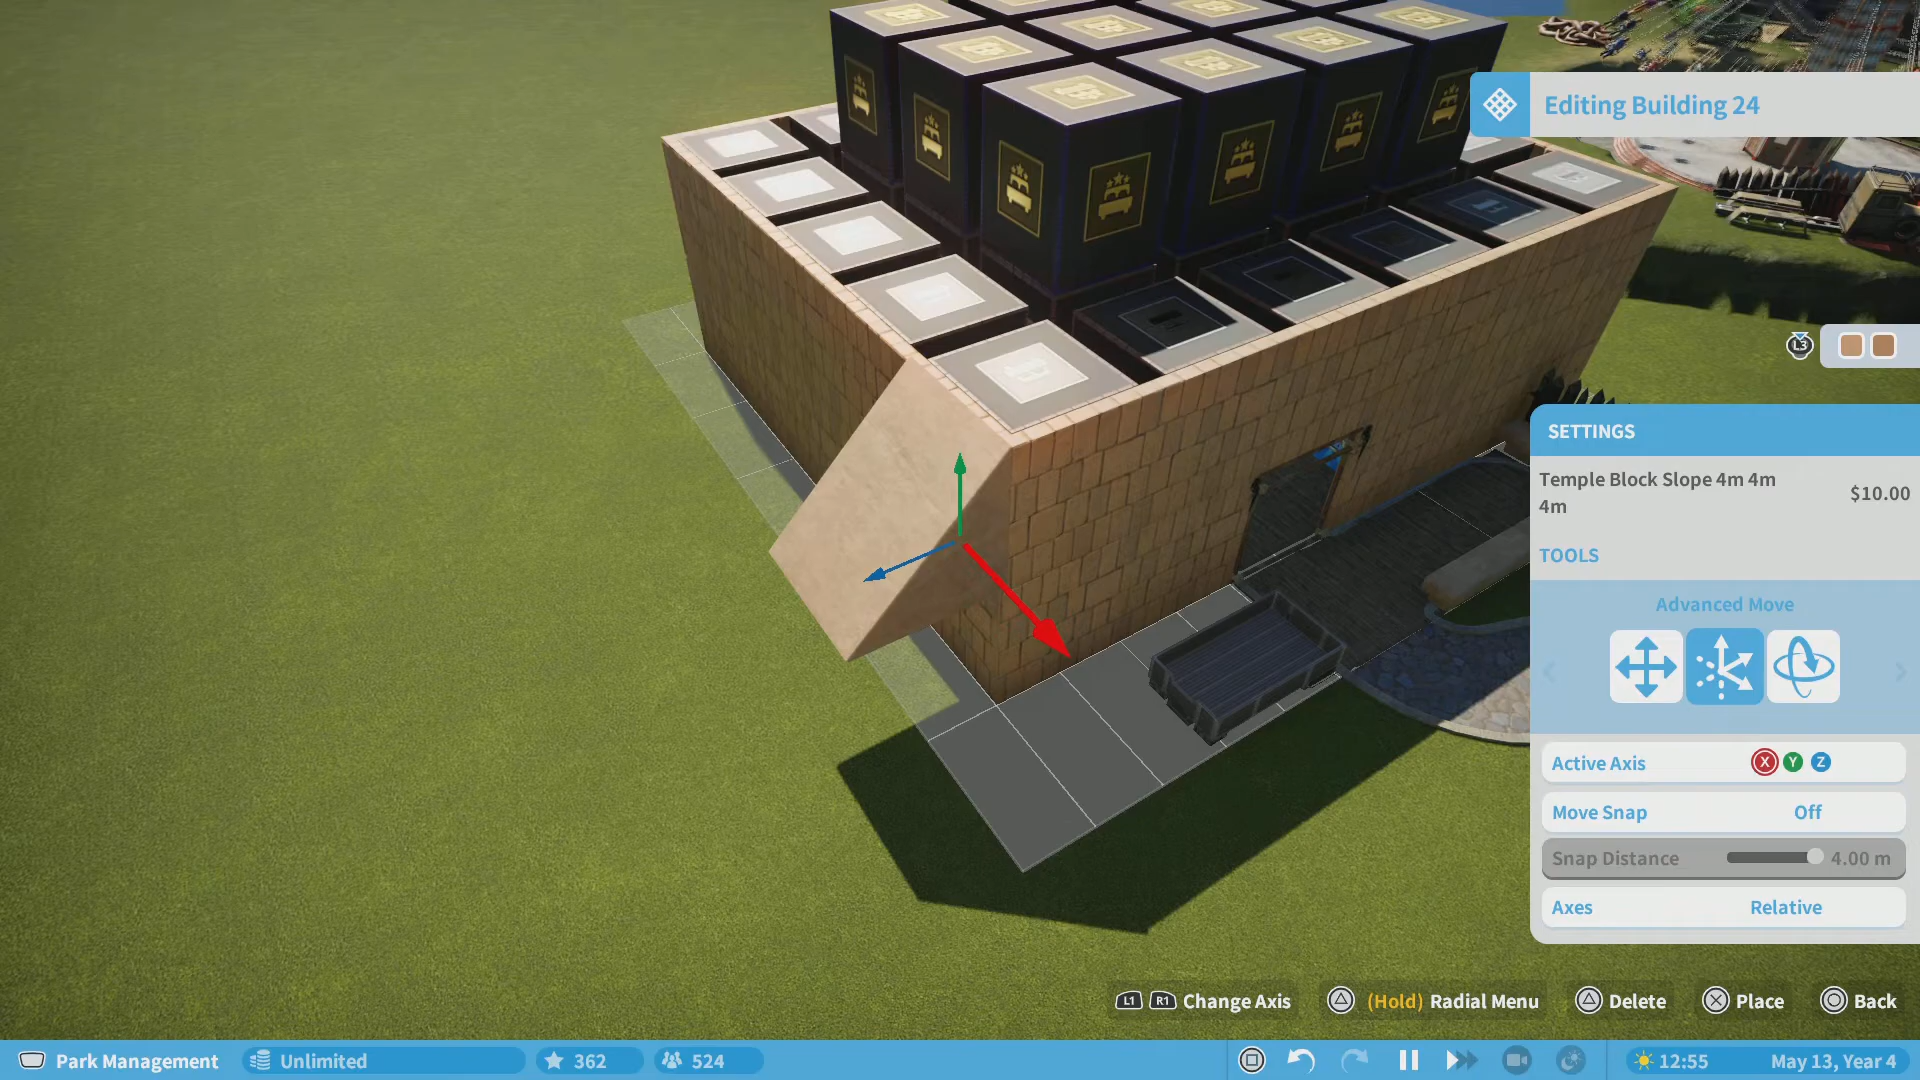 Editing Building 24
L3
SETTINGS
Temple Block Slope 4m 4m
4m
$10.00
TOOLS
Advanced Move
Active Axis X Y Z
Move Snap Off
Snap Distance 4.00 m
Axes Relative
L1 R1 Change Axis (Hold) Radial Menu Delete Place Back
Park Management Unlimited 362 524 12:55 May 13, Year 4